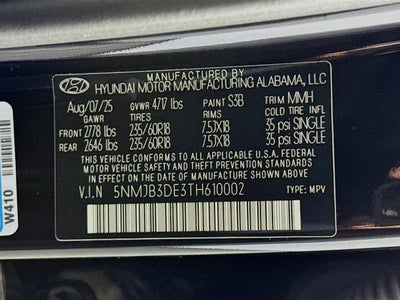 MANUFACTURED BY
HYUNDAI MOTOR MANUFACTURING ALABAMA, LLC
Aug/07/25 GVWR 4717 lbs PAINT S3B TRIM MMH
GAWR TIRES RIMS COLD TIRE INFL
FRONT 2778 lbs 235/60R18 7.5JX18 35 psi SINGLE
REAR 2646 lbs 235/60R18 7.5JX18 35 psi SINGLE
THIS VEHICLE CONFORMS TO ALL APPLICABLE U.S.A. FEDERAL
MOTOR VEHICLE SAFETY AND THEFT PREVENTION STANDARDS
IN EFFECT ON THE DATE OF MANUFACTURE SHOWN ABOVE.
V.I.N 5NMJB3DE3TH610002 TYPE: MPV
W410